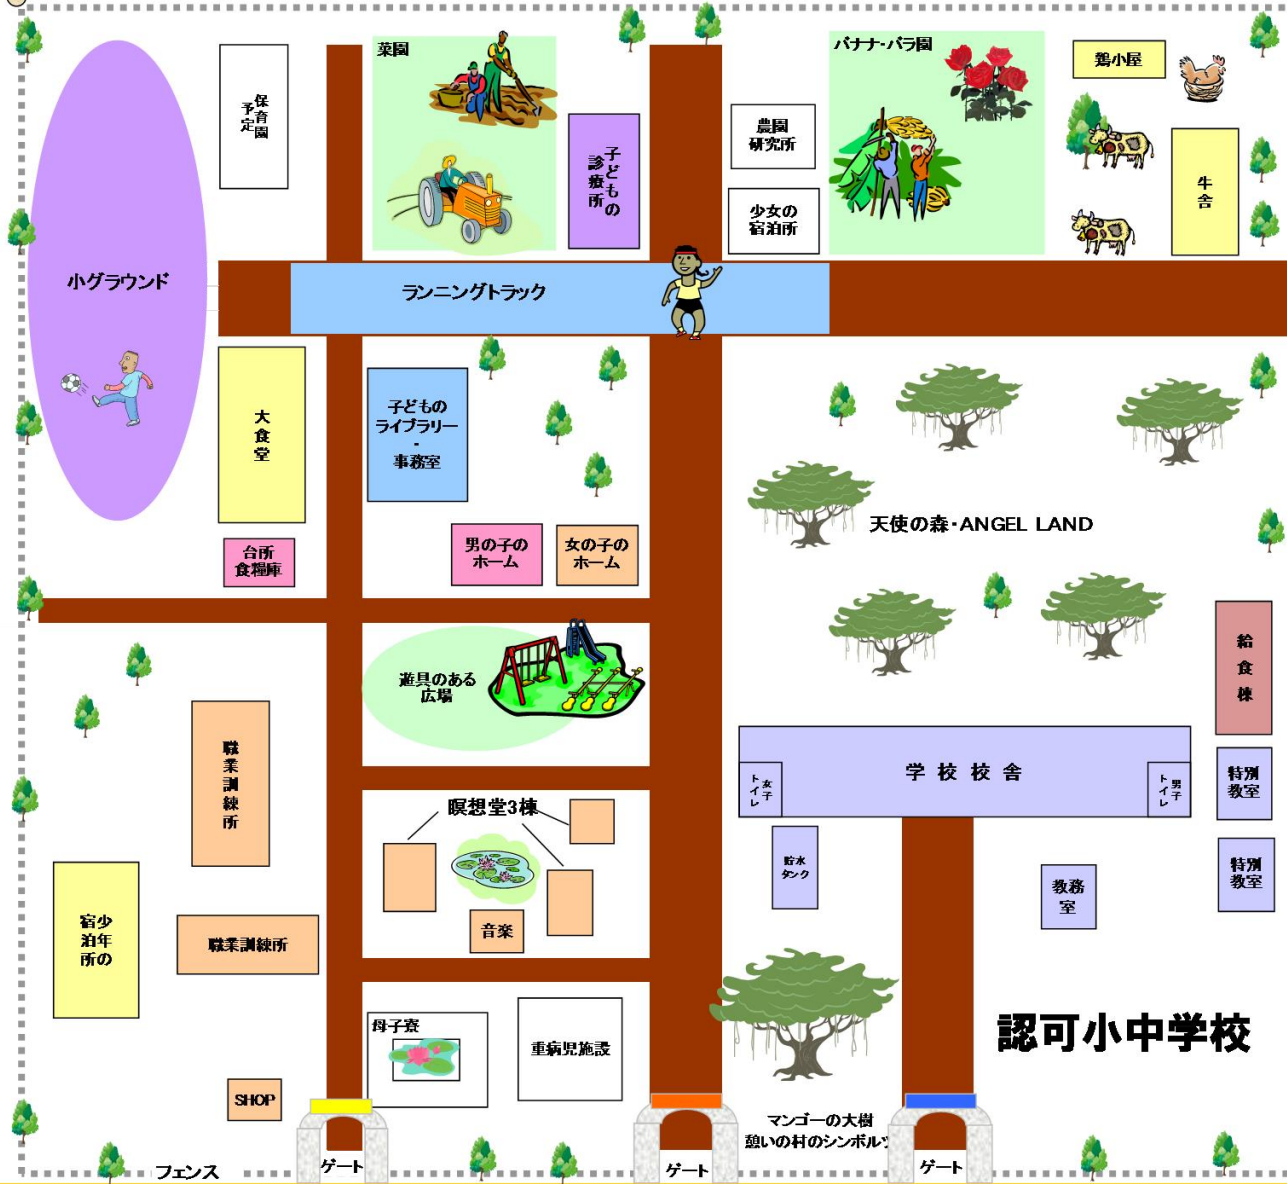 菜園
バナナ・バラ園
鶏小屋
保育園
予定
農園
研究所
子どもの
診療所
牛
舎
少女の
宿泊所
小グラウンド
ランニングトラック
大
食
堂
子どもの
ライブラリー
-
事務室
天使の森・ANGEL LAND
男の子の
ホーム
女の子の
ホーム
台所
食糧庫
給
食
棟
遊具のある
広場
職
業
訓
練
所
学校校舎
女子
トイレ
男子
トイレ
特別
教室
瞑想堂3棟
貯水
タンク
教務
室
特別
教室
音楽
少年の
宿泊所
職業訓練所
母子寮
重病児施設
認可小中学校
SHOP
マンゴーの大樹
憩いの村のシンボルツ
ゲート
ゲート
ゲート
フェンス